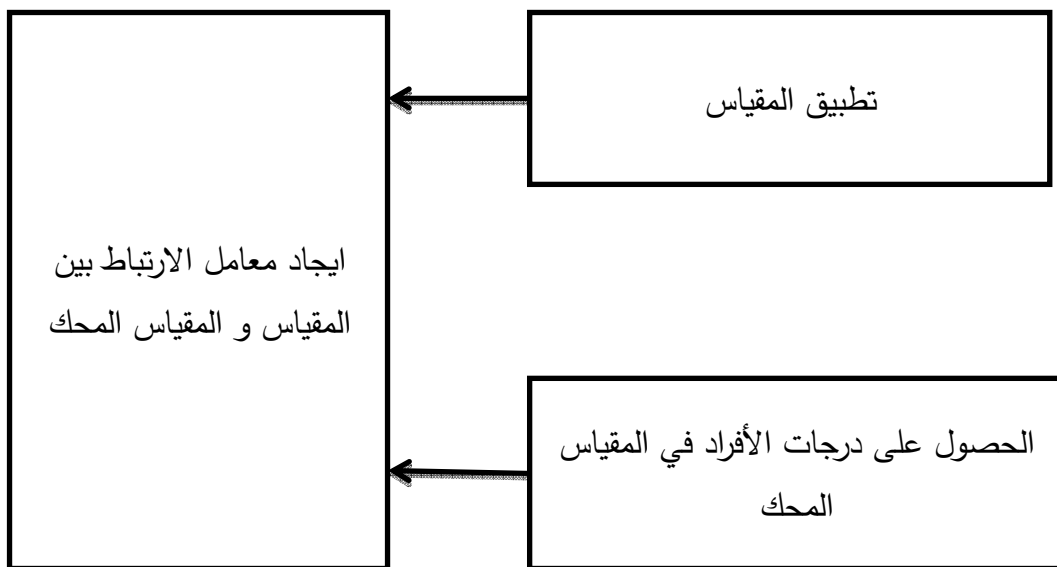 تطبيق المقياس
ايجاد معامل الارتباط بين
المقياس و المقياس المحك
الحصول على درجات الأفراد في المقياس
المحك